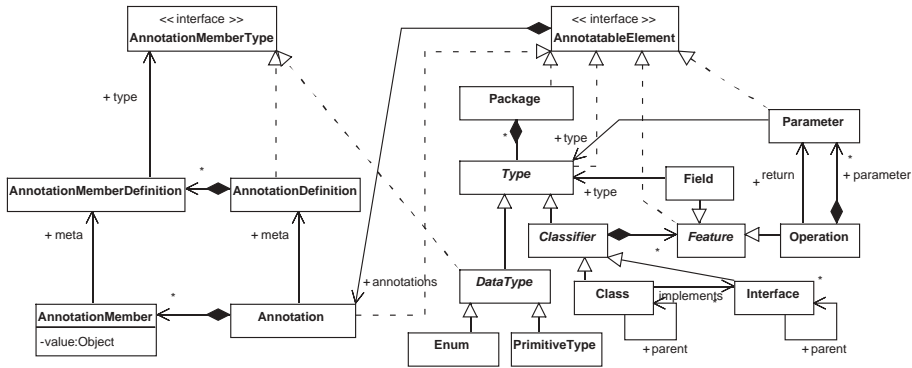 << interface >>
AnnotationMemberType
<< interface >>
AnnotatableElement
+ type
Package
*
+ type
Parameter
Type
+ type
Field
+ return
*
+ parameter
AnnotationMemberDefinition
*
AnnotationDefinition
+ meta
+ meta
Classifier
*
Feature
Operation
+ annotations
DataType
Class
implements
*
Interface
AnnotationMember
-value:Object
*
Annotation
Enum
PrimitiveType
+ parent
+ parent